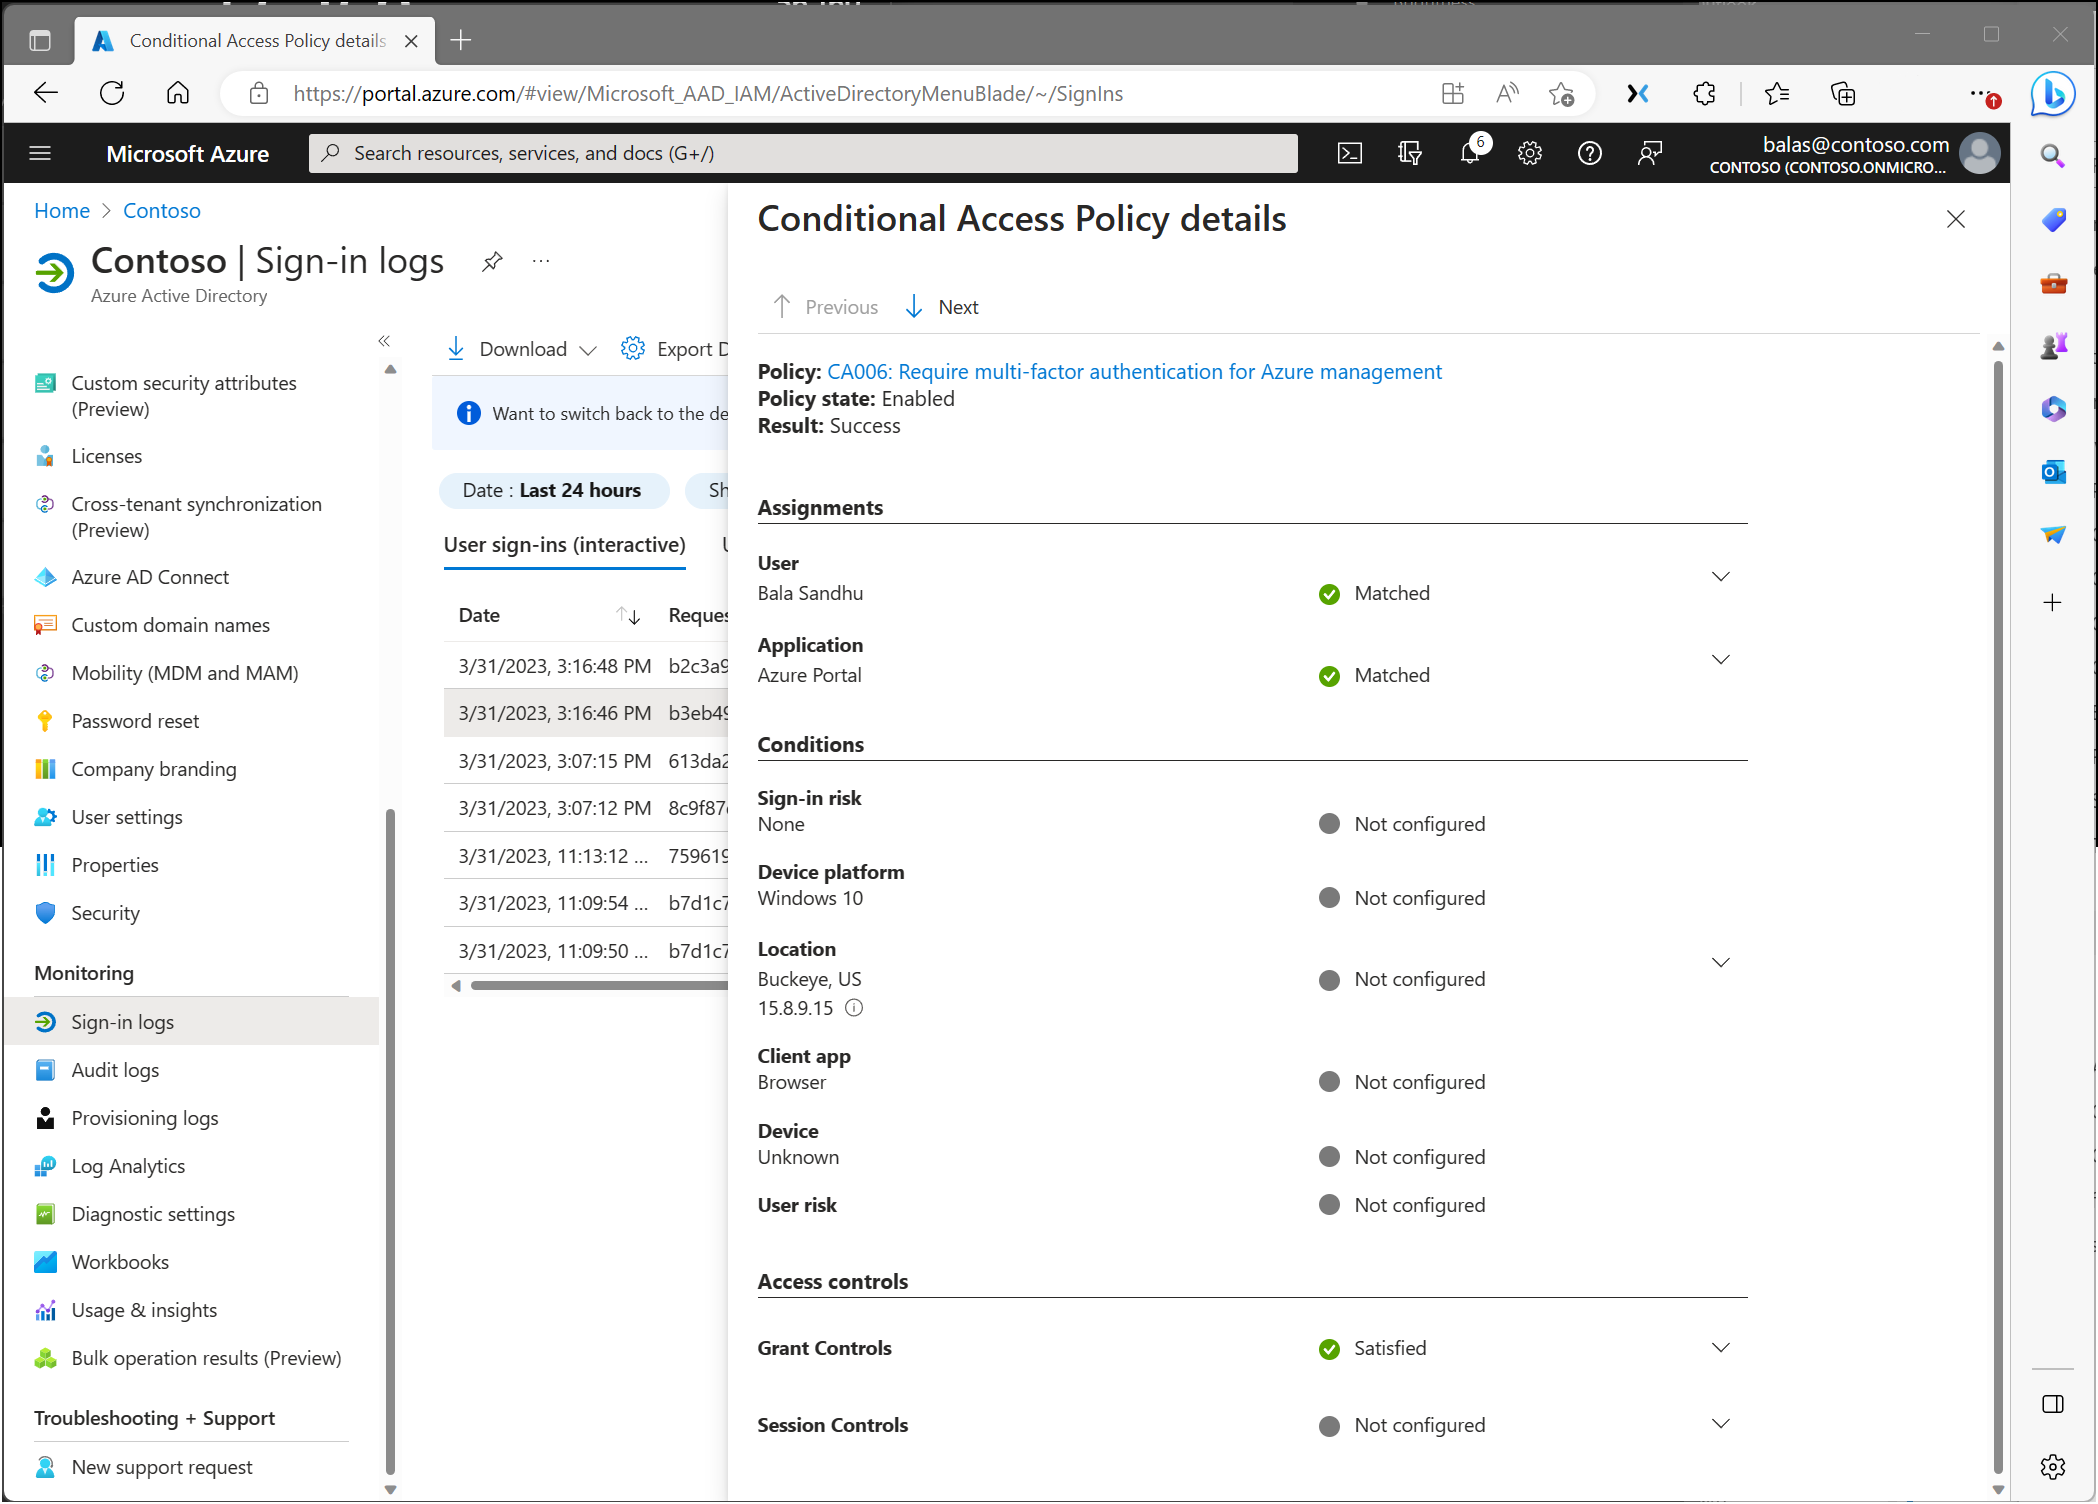 Conditional Access Policy details
https://portal.azure.com/#view/Microsoft_AAD_IAM/ActiveDirectoryMenuBlade/~/SignIns
Microsoft Azure
Search resources, services, and docs (G+/)
6
balas@contoso.com
CONTOSO (CONTOSO.ONMICRO...
Home > Contoso
Contoso | Sign-in logs
Azure Active Directory
Custom security attributes
(Preview)
Licenses
Cross-tenant synchronization
(Preview)
Azure AD Connect
Custom domain names
Mobility (MDM and MAM)
Password reset
Company branding
User settings
Properties
Security
Monitoring
Sign-in logs
Audit logs
Provisioning logs
Log Analytics
Diagnostic settings
Workbooks
Usage & insights
Bulk operation results (Preview)
Troubleshooting + Support
New support request
Download
Export D
Want to switch back to the de
Date : Last 24 hours
Sh
User sign-ins (interactive)
Date Reques
3/31/2023, 3:16:48 PM b2c3a9
3/31/2023, 3:16:46 PM b3eb49
3/31/2023, 3:07:15 PM 613da2
3/31/2023, 3:07:12 PM 8c9f87
3/31/2023, 11:13:12 ... 759619
3/31/2023, 11:09:54 ... b7d1c7
3/31/2023, 11:09:50 ... b7d1c7
Conditional Access Policy details
Previous Next
Policy: CA006: Require multi-factor authentication for Azure management
Policy state: Enabled
Result: Success
Assignments
User
Bala Sandhu Matched
Application
Azure Portal Matched
Conditions
Sign-in risk
None Not configured
Device platform
Windows 10 Not configured
Location
Buckeye, US Not configured
15.8.9.15
Client app
Browser Not configured
Device
Unknown Not configured
User risk Not configured
Access controls
Grant Controls Satisfied
Session Controls Not configured